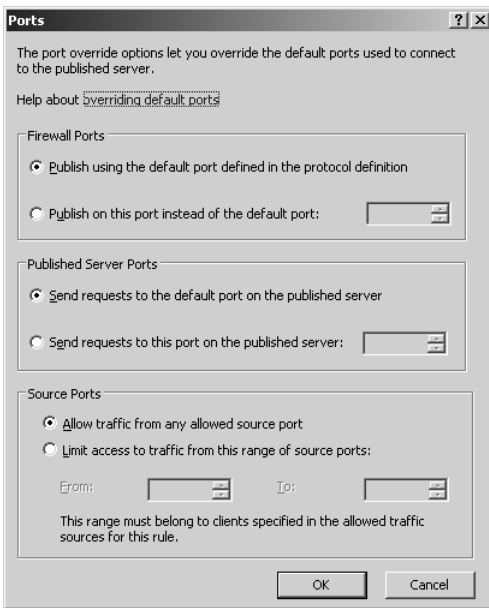 Ports
The port override options let you override the default ports used to connect
to the published server.
Help about overriding default ports
Firewall Ports
Publish using the default port defined in the protocol definition
Publish on this port instead of the default port:
Published Server Ports
Send requests to the default port on the published server
Send requests to this port on the published server:
Source Ports
Allow traffic from any allowed source port
Limit access to traffic from this range of source ports:
From: To:
This range must belong to clients specified in the allowed traffic
sources for this rule.
OK Cancel